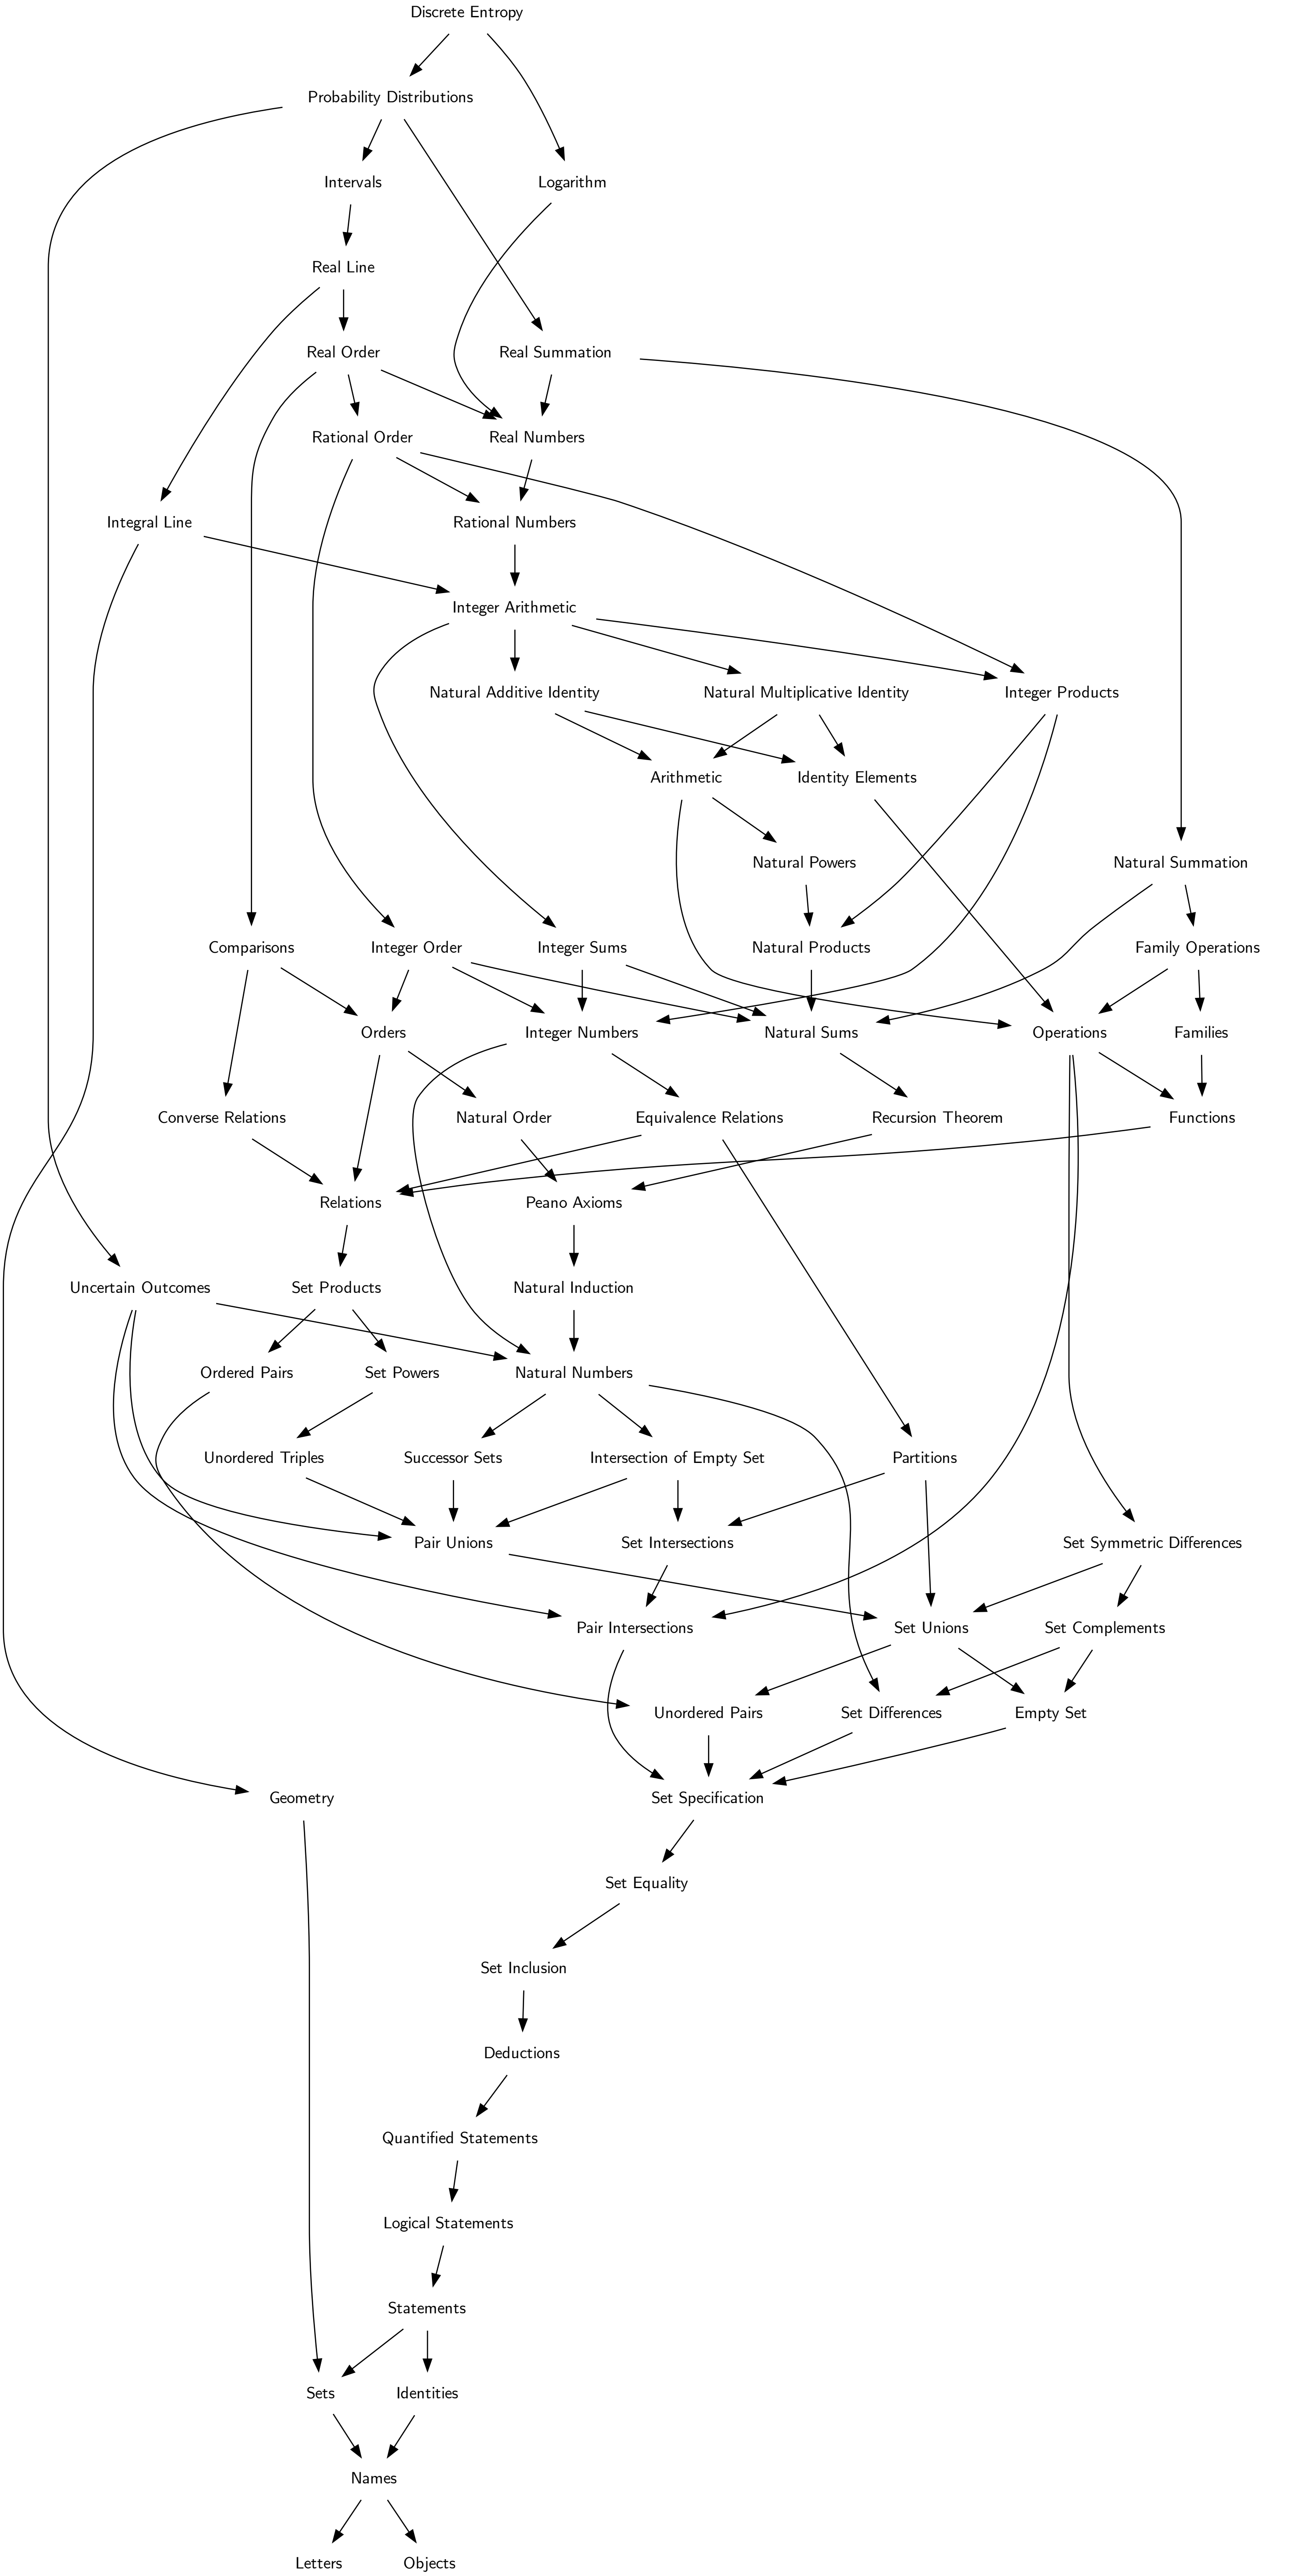 Discrete Entropy
Probability Distributions
Intervals
Logarithm
Real Line
Real Order
Real Summation
Rational Order
Real Numbers
Integral Line
Rational Numbers
Integer Arithmetic
Natural Additive Identity
Natural Multiplicative Identity
Integer Products
Arithmetic
Identity Elements
Natural Powers
Natural Summation
Comparisons
Integer Order
Integer Sums
Natural Products
Family Operations
Orders
Integer Numbers
Natural Sums
Operations
Families
Converse Relations
Natural Order
Equivalence Relations
Recursion Theorem
Functions
Relations
Peano Axioms
Uncertain Outcomes
Set Products
Natural Induction
Ordered Pairs
Set Powers
Natural Numbers
Unordered Triples
Successor Sets
Intersection of Empty Set
Partitions
Pair Unions
Set Intersections
Set Symmetric Differences
Pair Intersections
Set Unions
Set Complements
Unordered Pairs
Set Differences
Empty Set
Geometry
Set Specification
Set Equality
Set Inclusion
Deductions
Quantified Statements
Logical Statements
Statements
Sets
Identities
Names
Letters
Objects